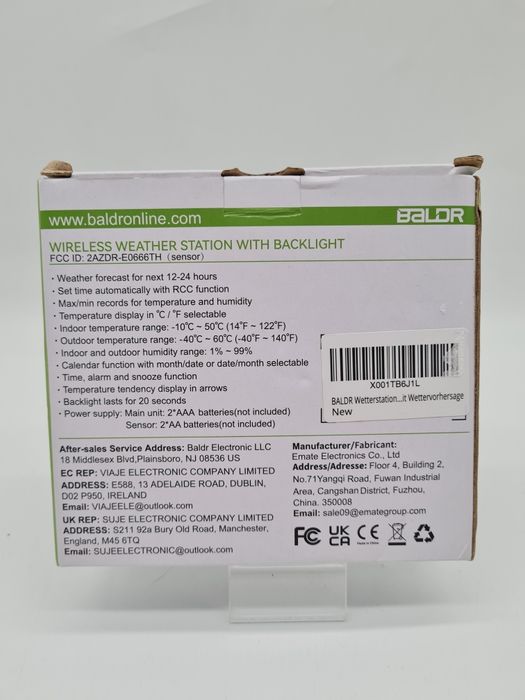 www.baldronline.com
BALDR
WIRELESS WEATHER STATION WITH BACKLIGHT
FCC ID: 2AZDR-E0666TH (sensor)
· Weather forecast for next 12-24 hours
· Set time automatically with RCC function
· Max/min records for temperature and humidity
· Temperature display in °C / °F selectable
· Indoor temperature range: -10°C ~ 50°C (14°F ~ 122°F)
· Outdoor temperature range: -40°C ~ 60°C (-40°F ~ 140°F)
· Indoor and outdoor humidity range: 1% ~ 99%
· Calendar function with month/date or date/month selectable
· Time, alarm and snooze function
· Temperature tendency display in arrows
· Backlight lasts for 20 seconds
· Power supply: Main unit: 2*AAA batteries(not included)
Sensor: 2*AA batteries(not included)
X001TB6J1L
BALDR Wetterstation...it Wettervorhersage
New
After-sales Service Address: Baldr Electronic LLC
18 Middlesex Blvd,Plainsboro, NJ 08536 US
EC REP: VIAJE ELECTRONIC COMPANY LIMITED
ADDRESS: E588, 13 ADELAIDE ROAD, DUBLIN,
D02 P950, IRELAND
Email: VIAJEELE@outlook.com
UK REP: SUJE ELECTRONIC COMPANY LIMITED
ADDRESS: S211 92a Bury Old Road, Manchester,
England, M45 6TQ
Email: SUJEELECTRONIC@outlook.com
Manufacturer/Fabricant:
Emate Electronics Co., Ltd
Address/Adresse: Floor 4, Building 2,
No.71Yangqi Road, Fuwan Industrial
Area, Cangshan District, Fuzhou,
China. 350008
Email: sale09@emategroup.com
FC UK CA CE
Made in China